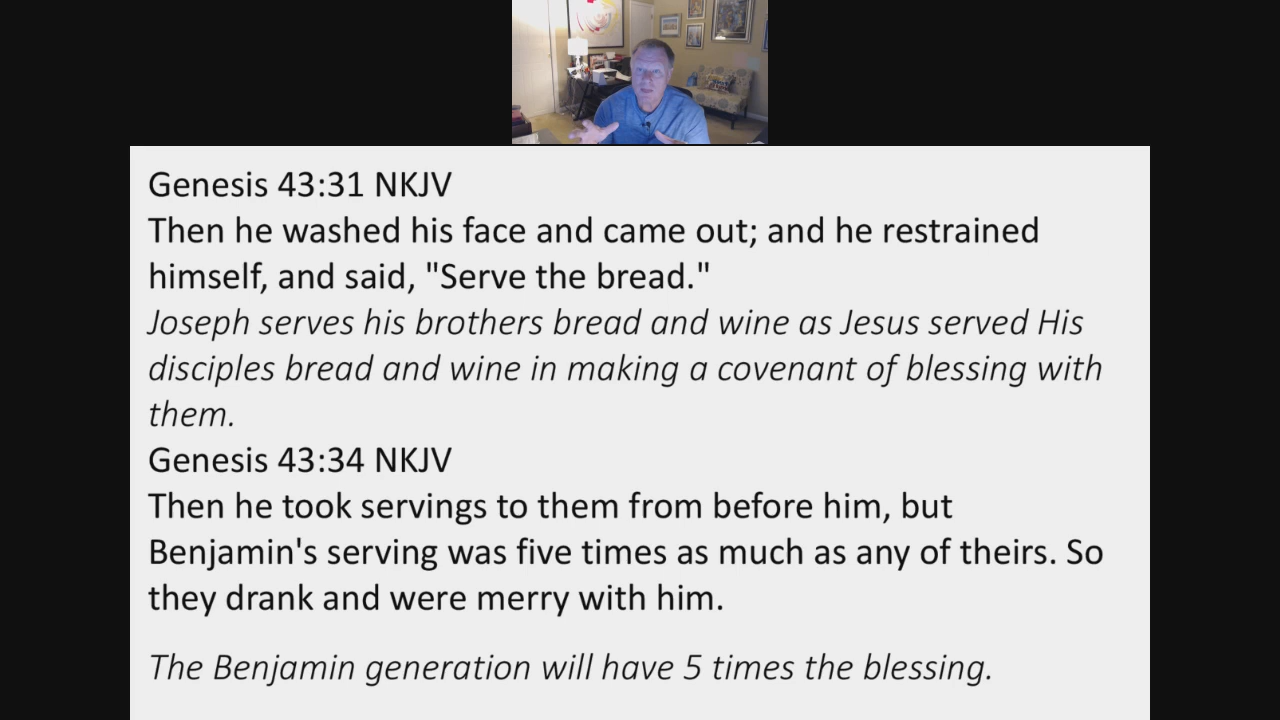 Genesis 43:31 NKJV
Then he washed his face and came out; and he restrained
himself, and said, "Serve the bread."
Joseph serves his brothers bread and wine as Jesus served His
disciples bread and wine in making a covenant of blessing with
them.
Genesis 43:34 NKJV
Then he took servings to them from before him, but
Benjamin's serving was five times as much as any of theirs. So
they drank and were merry with him.
The Benjamin generation will have 5 times the blessing.